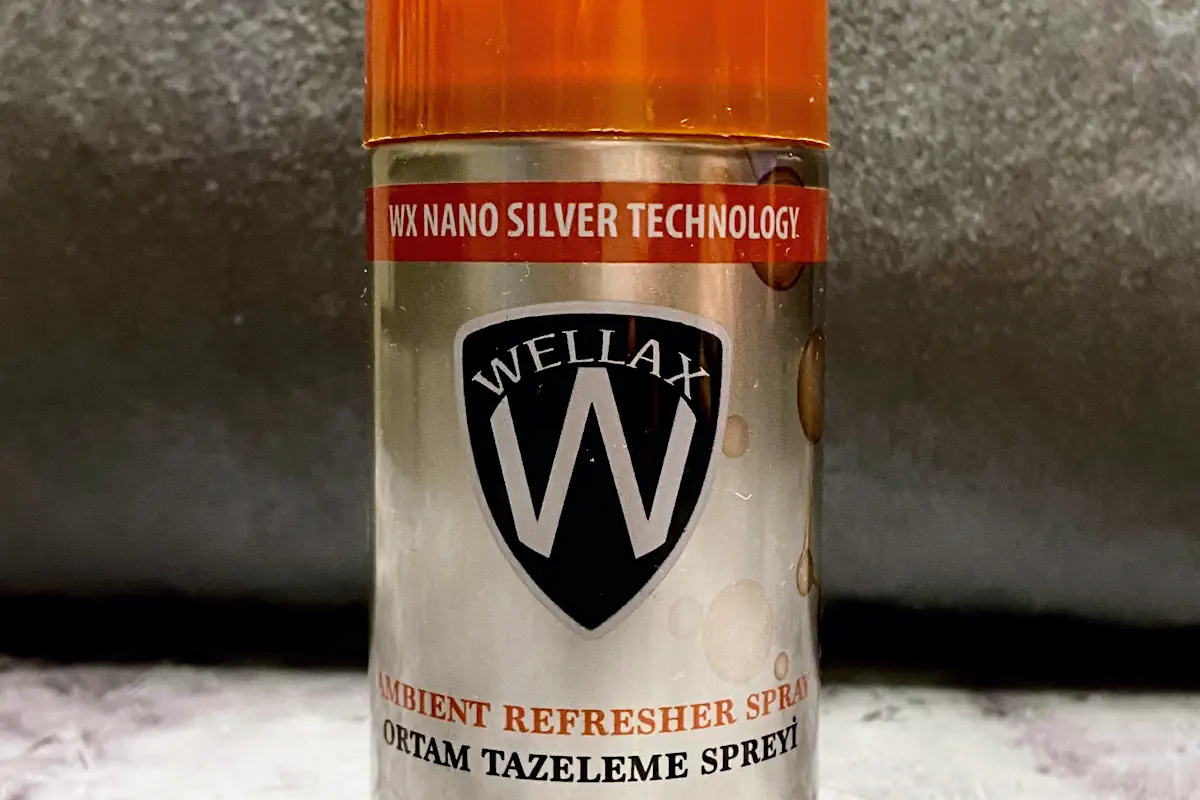 WX NANO SILVER TECHNOLOGY
WELLAX
W
AMBIENT REFRESHER SPRAY
ORTAM TAZELEME SPREYİ